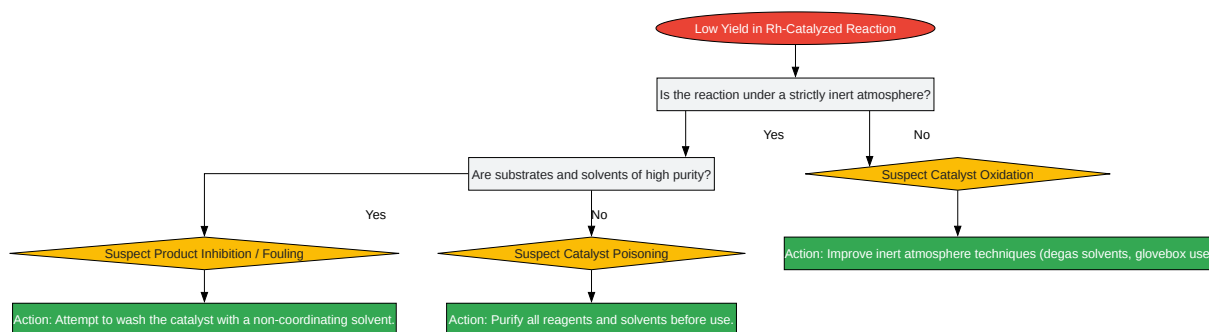 Low Yield in Rh-Catalyzed Reaction
Is the reaction under a strictly inert atmosphere?
Yes
No
Are substrates and solvents of high purity?
Suspect Catalyst Oxidation
Yes
No
Suspect Product Inhibition / Fouling
Suspect Catalyst Poisoning
Action: Improve inert atmosphere techniques (degas solvents, glovebox use
Action: Attempt to wash the catalyst with a non-coordinating solvent.
Action: Purify all reagents and solvents before use.